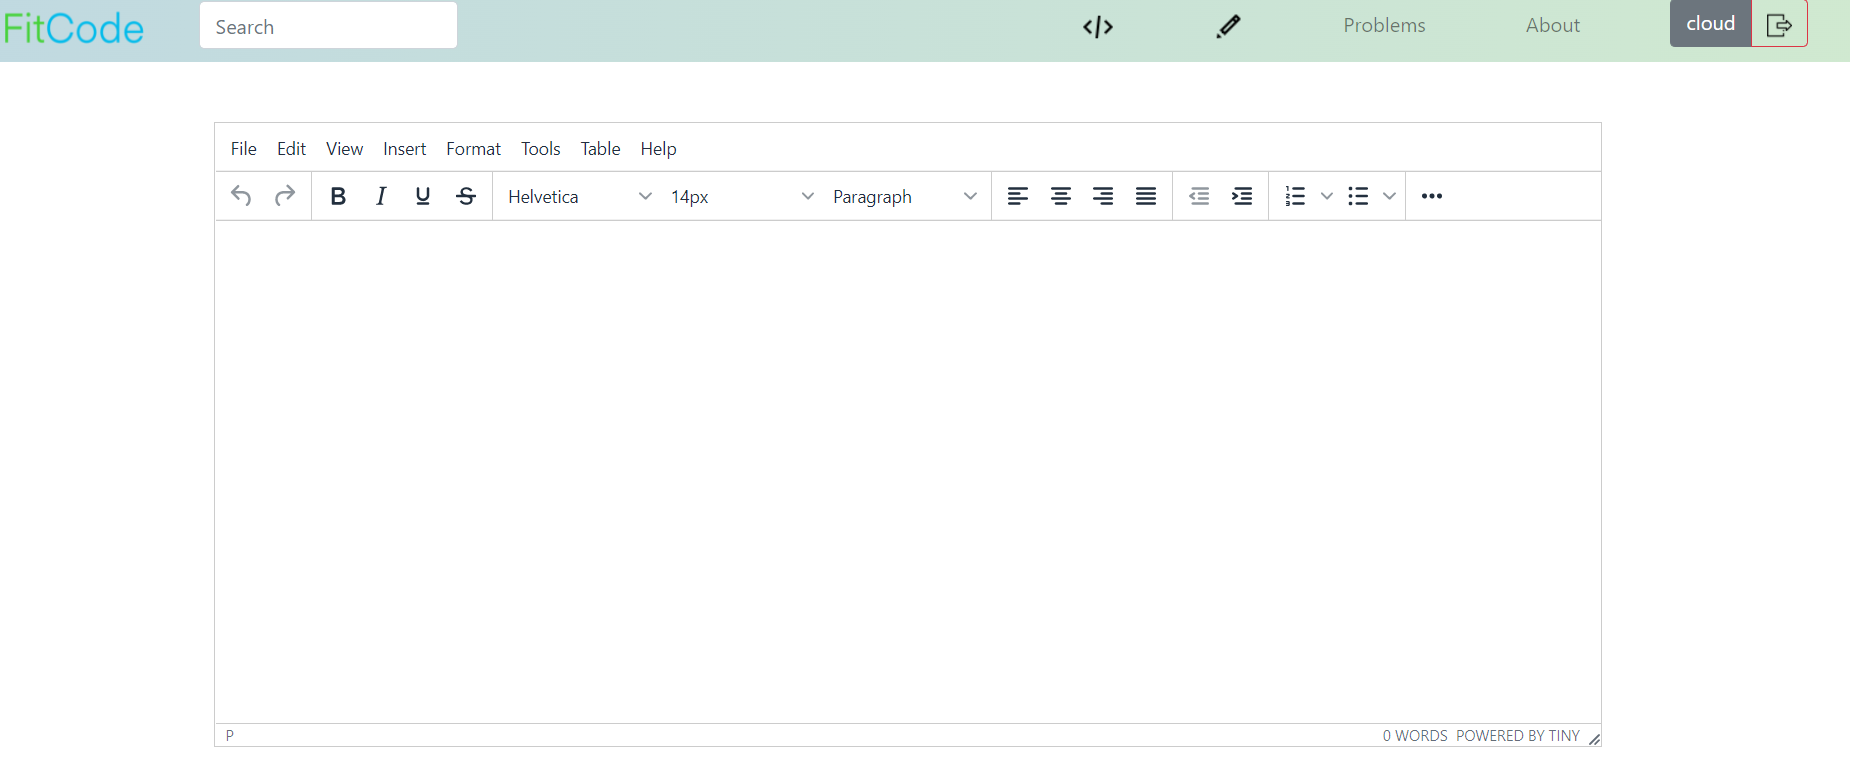 FitCode Search </> Problems About cloud
File Edit View Insert Format Tools Table Help
B I U S Helvetica 14px Paragraph
P 0 WORDS POWERED BY TINY